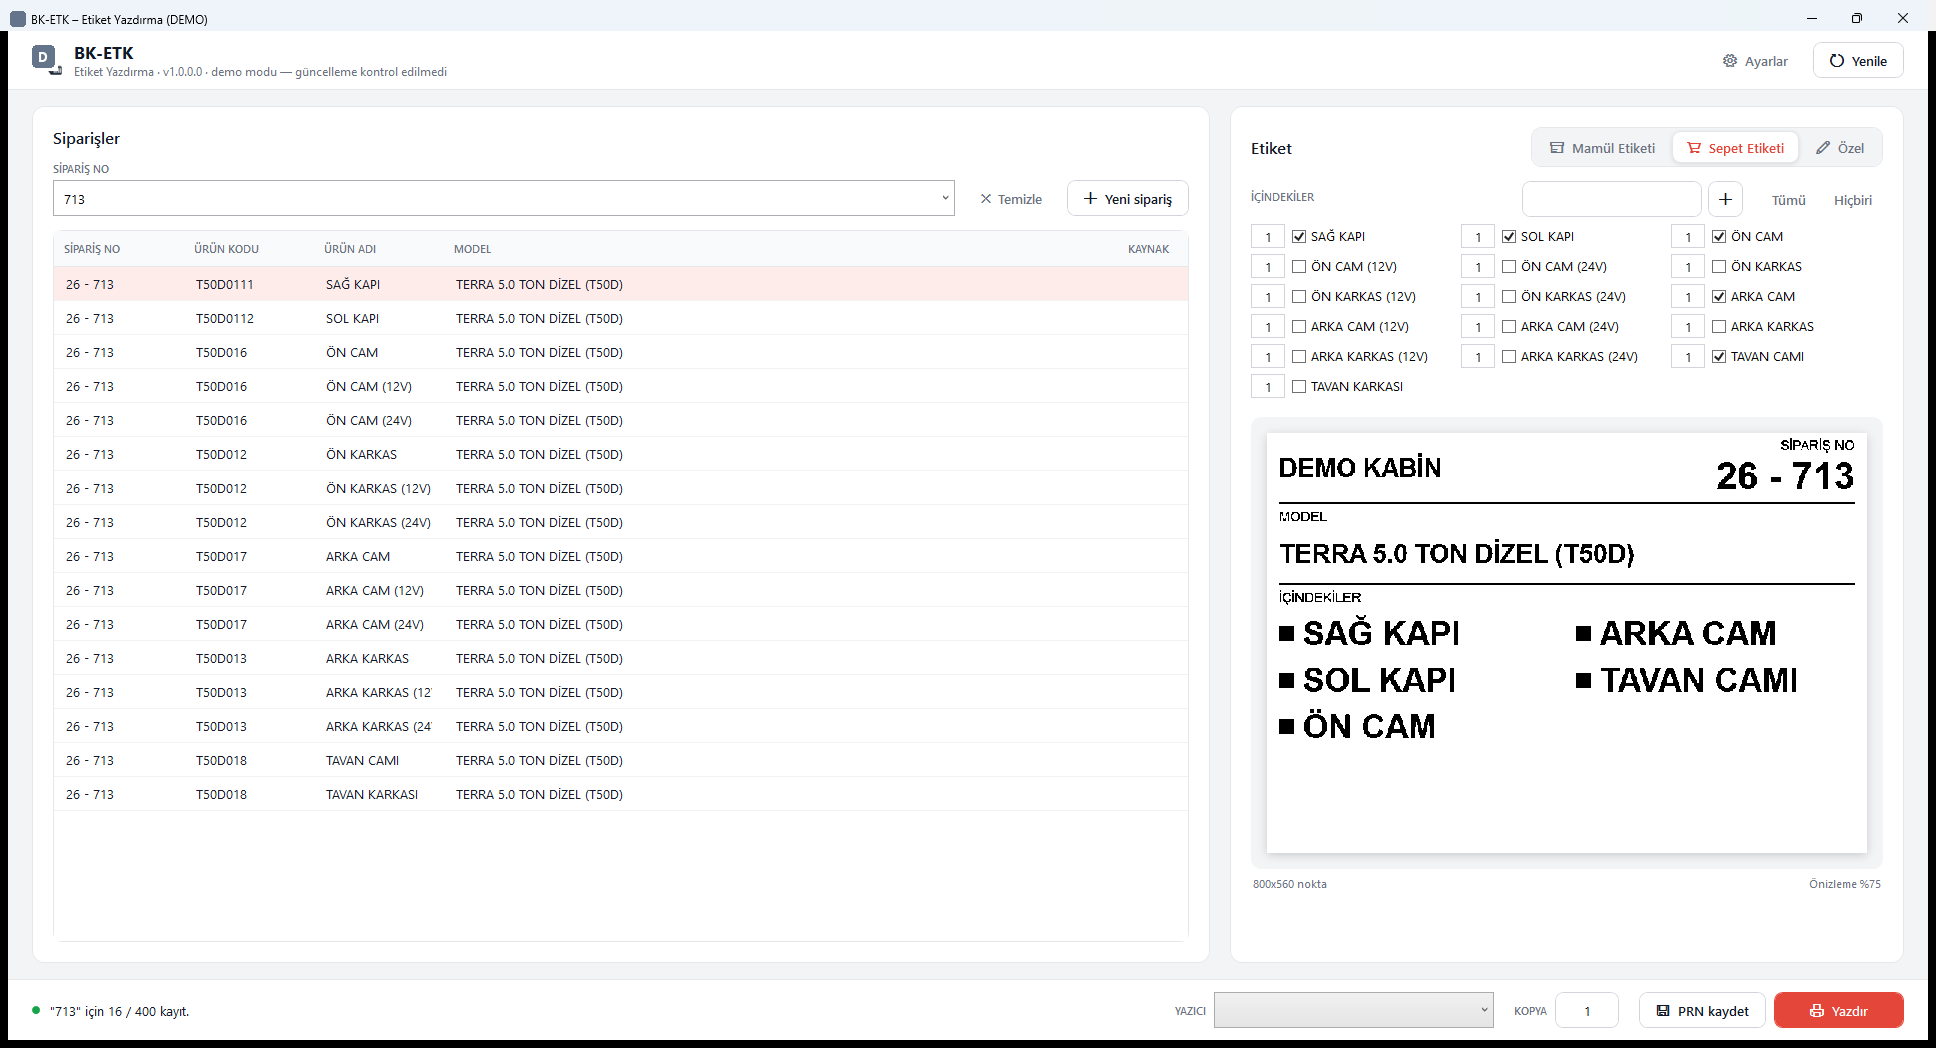 BK-ETK – Etiket Yazdırma (DEMO)
D
BK-ETK
Etiket Yazdırma · v1.0.0.0 · demo modu — güncelleme kontrol edilmedi
Ayarlar
Yenile
Siparişler
SİPARİŞ NO
713
Temizle
Yeni sipariş
SİPARİŞ NO ÜRÜN KODU ÜRÜN ADI MODEL KAYNAK
26 - 713 T50D0111 SAĞ KAPI TERRA 5.0 TON DİZEL (T50D)
26 - 713 T50D0112 SOL KAPI TERRA 5.0 TON DİZEL (T50D)
26 - 713 T50D016 ÖN CAM TERRA 5.0 TON DİZEL (T50D)
26 - 713 T50D016 ÖN CAM (12V) TERRA 5.0 TON DİZEL (T50D)
26 - 713 T50D016 ÖN CAM (24V) TERRA 5.0 TON DİZEL (T50D)
26 - 713 T50D012 ÖN KARKAS TERRA 5.0 TON DİZEL (T50D)
26 - 713 T50D012 ÖN KARKAS (12V) TERRA 5.0 TON DİZEL (T50D)
26 - 713 T50D012 ÖN KARKAS (24V) TERRA 5.0 TON DİZEL (T50D)
26 - 713 T50D017 ARKA CAM TERRA 5.0 TON DİZEL (T50D)
26 - 713 T50D017 ARKA CAM (12V) TERRA 5.0 TON DİZEL (T50D)
26 - 713 T50D017 ARKA CAM (24V) TERRA 5.0 TON DİZEL (T50D)
26 - 713 T50D013 ARKA KARKAS TERRA 5.0 TON DİZEL (T50D)
26 - 713 T50D013 ARKA KARKAS (12 TERRA 5.0 TON DİZEL (T50D)
26 - 713 T50D013 ARKA KARKAS (24 TERRA 5.0 TON DİZEL (T50D)
26 - 713 T50D018 TAVAN CAMI TERRA 5.0 TON DİZEL (T50D)
26 - 713 T50D018 TAVAN KARKASI TERRA 5.0 TON DİZEL (T50D)
Etiket
Mamül Etiketi
Sepet Etiketi
Özel
İÇİNDEKİLER
Tümü
Hiçbiri
1 SAĞ KAPI 1 SOL KAPI 1 ÖN CAM
1 ÖN CAM (12V) 1 ÖN CAM (24V) 1 ÖN KARKAS
1 ÖN KARKAS (12V) 1 ÖN KARKAS (24V) 1 ARKA CAM
1 ARKA CAM (12V) 1 ARKA CAM (24V) 1 ARKA KARKAS
1 ARKA KARKAS (12V) 1 ARKA KARKAS (24V) 1 TAVAN CAMI
1 TAVAN KARKASI
SİPARİŞ NO
DEMO KABİN 26 - 713
MODEL
TERRA 5.0 TON DİZEL (T50D)
İÇİNDEKİLER
■ SAĞ KAPI ■ ARKA CAM
■ SOL KAPI ■ TAVAN CAMI
■ ÖN CAM
800x560 nokta
Önizleme %75
"713" için 16 / 400 kayıt.
YAZICI
KOPYA
1
PRN kaydet
Yazdır